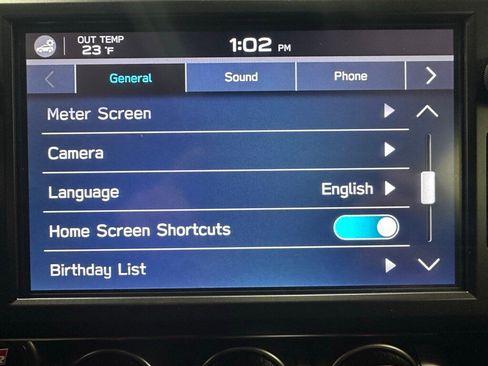 OUT TEMP
23 °F
1:02 PM
General Sound Phone
Meter Screen
Camera
Language English
Home Screen Shortcuts
Birthday List